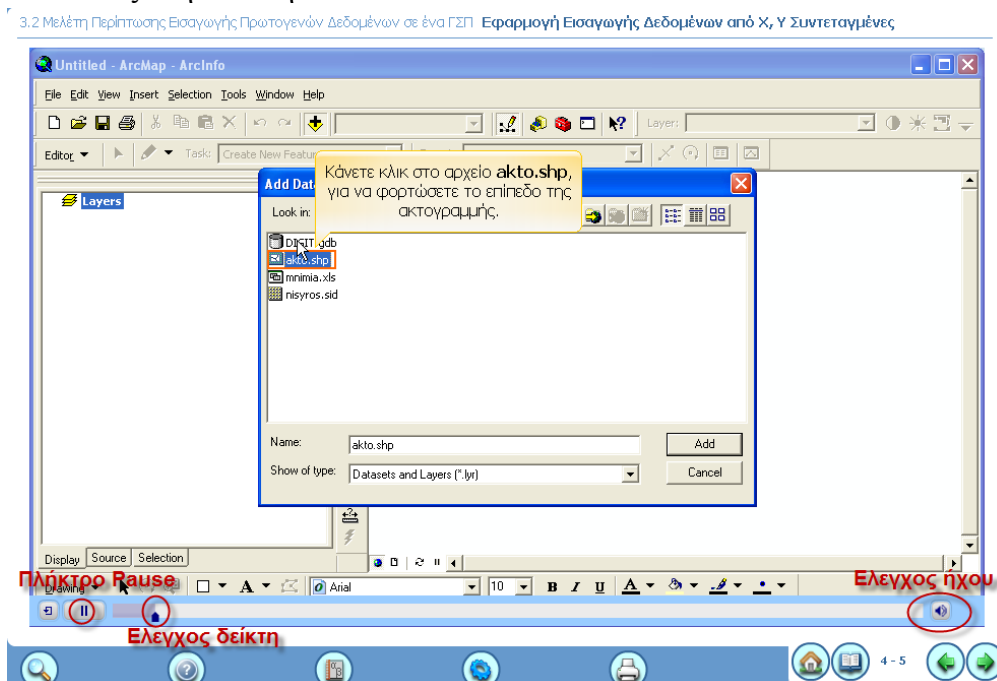 3.2 Μελέτη Περίπτωσης Εισαγωγής Πρωτογενών Δεδομένων σε ένα ΓΣΠ Εφαρμογή Εισαγωγής Δεδομένων από X, Y Συντεταγμένες
Untitled - ArcMap - ArcInfo
File Edit View Insert Selection Tools Window Help
Layer:
Editor Task: Create New Featur
Κάνετε κλικ στο αρχείο akto.shp,
για να φορτώσετε το επίπεδο της
ακτογραμμής.
Add Dat
Layers
Look in:
DIGIT.gdb
akto.shp
mnimia.xls
nisyros.sid
Name: akto.shp Add
Show of type: Datasets and Layers (*.lyr) Cancel
Display Source Selection
Πλήκτρο Pause
Ελεγχος ήχου
Drawing A Arial 10 B I U A
Ελεγχος δείκτη
4 - 5